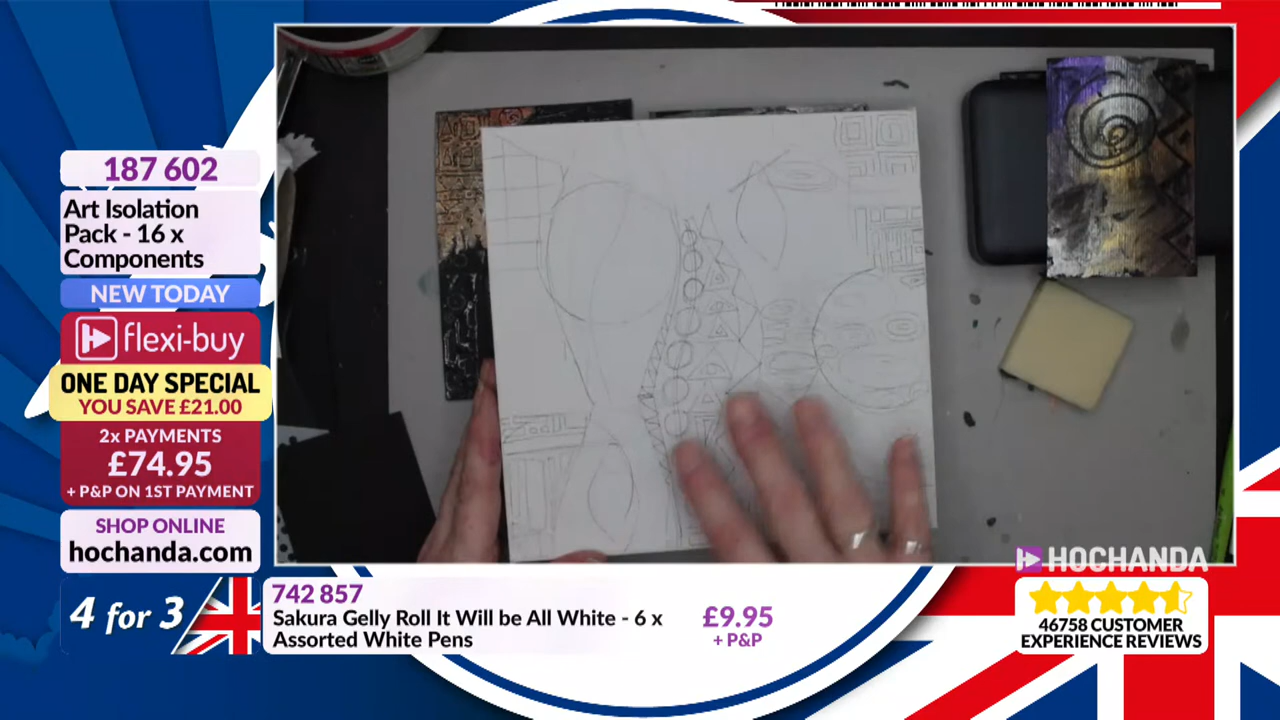 187 602
Art Isolation
Pack - 16 x
Components
NEW TODAY
flexi-buy
ONE DAY SPECIAL
YOU SAVE £21.00
2x PAYMENTS
£74.95
+ P&P ON 1ST PAYMENT
SHOP ONLINE
hochanda.com
4 for 3
742 857
Sakura Gelly Roll It Will be All White - 6 x
Assorted White Pens
£9.95
+ P&P
HOCHANDA
46758 CUSTOMER
EXPERIENCE REVIEWS